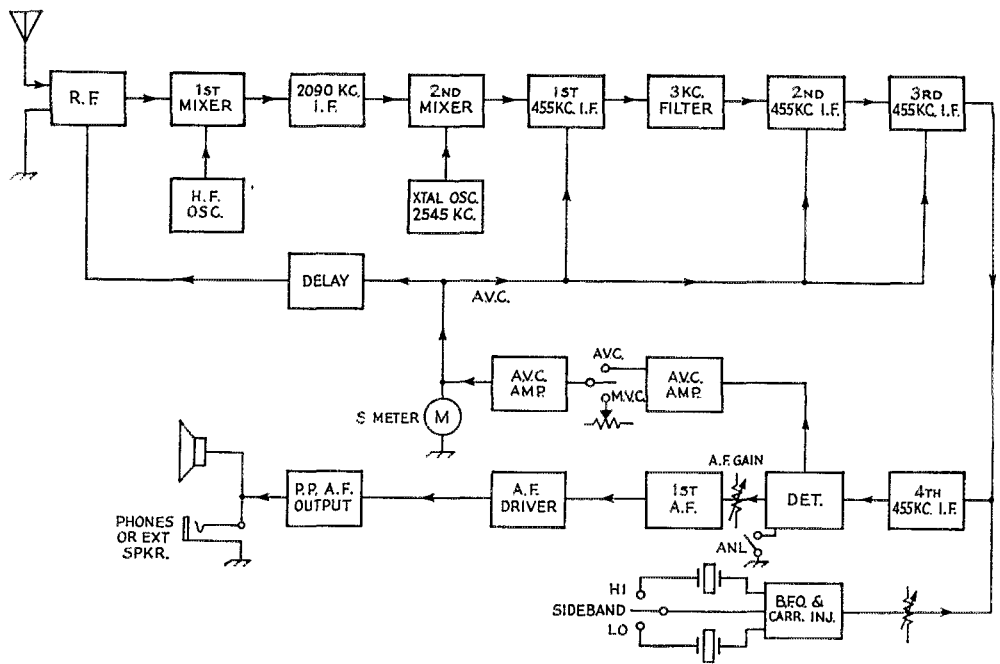 R.F.
1ST
MIXER
2090 KC.
I.F.
2ND
MIXER
1ST
455KC. I.F.
3KC.
FILTER
2ND
455KC I.F.
3RD
455KC. I.F.
H.F.
OSC.
XTAL OSC.
2545 KC.
DELAY
A.V.C.
A.V.C.
AMP.
A.V.C.
M.V.C.
A.V.C.
AMP.
S METER
M
P.P. A.F.
OUTPUT
A.F.
DRIVER
1ST
A.F.
A.F. GAIN
DET.
4TH
455KC. I.F.
PHONES
OR EXT
SPKR.
ANL
HI
SIDEBAND
LO
B.F.O. &
CARR. INJ.